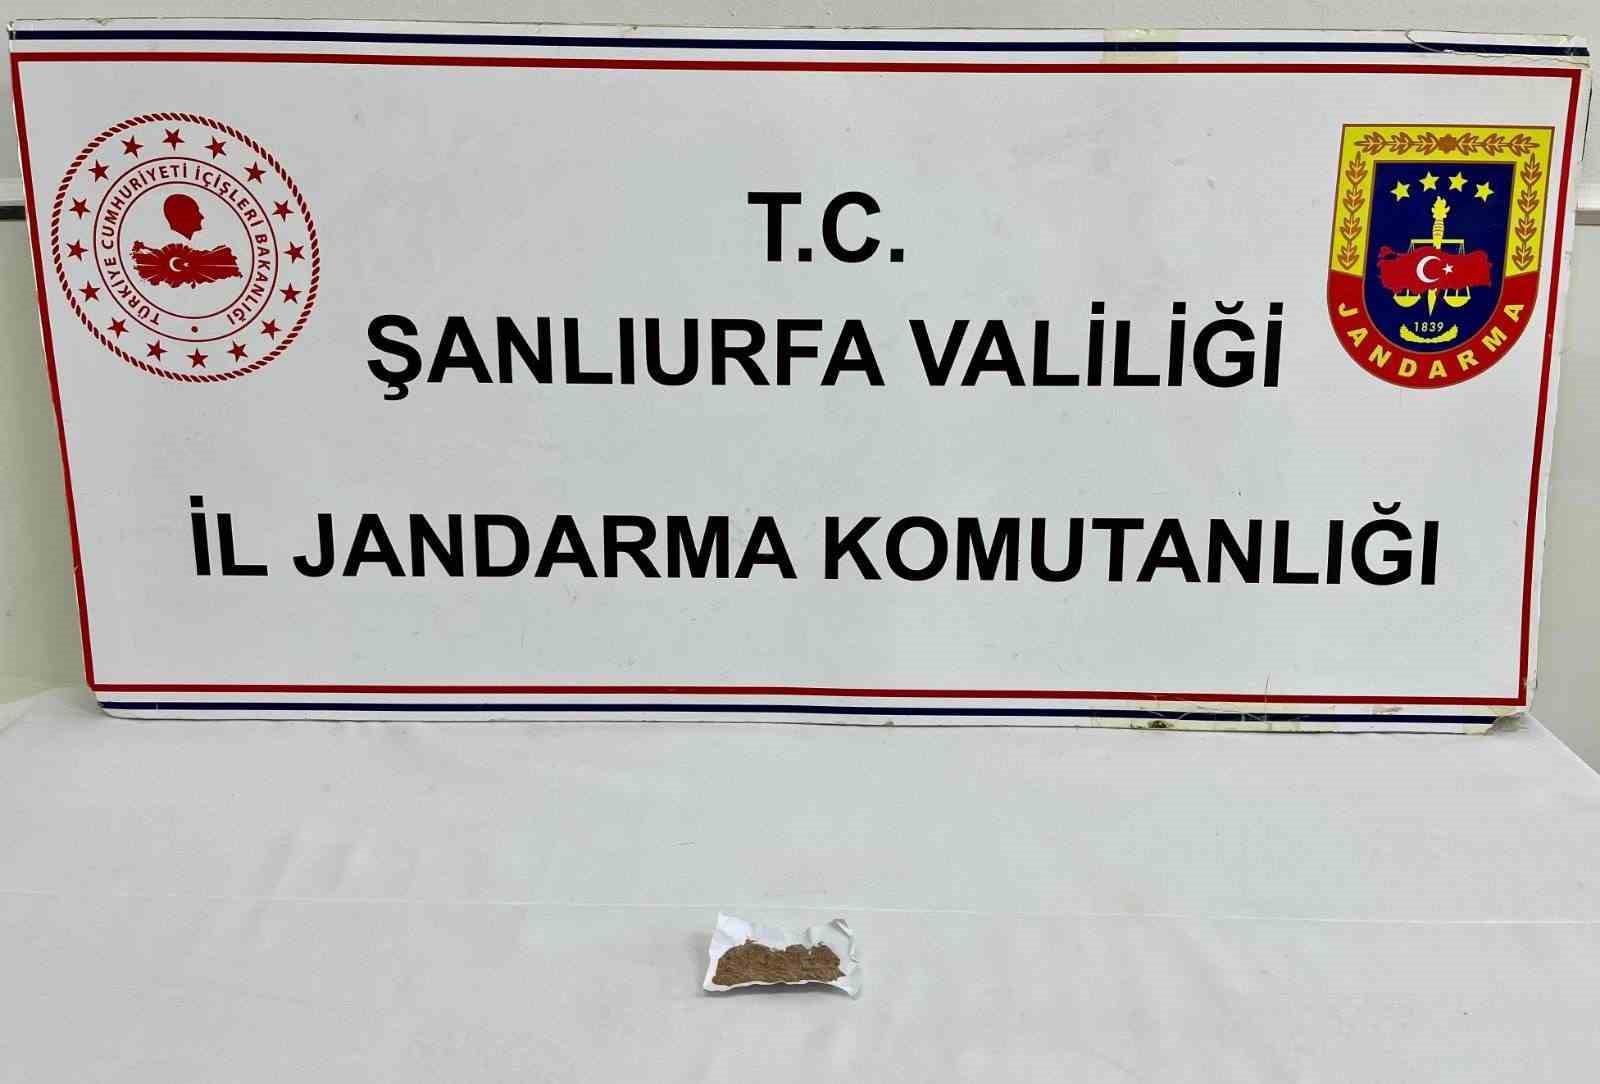 TÜRKİYE CUMHURİYETİ İÇİŞLERİ BAKANLIĞI
T.C.
ŞANLIURFA VALİLİĞİ
İL JANDARMA KOMUTANLIĞI
1839
JANDARMA